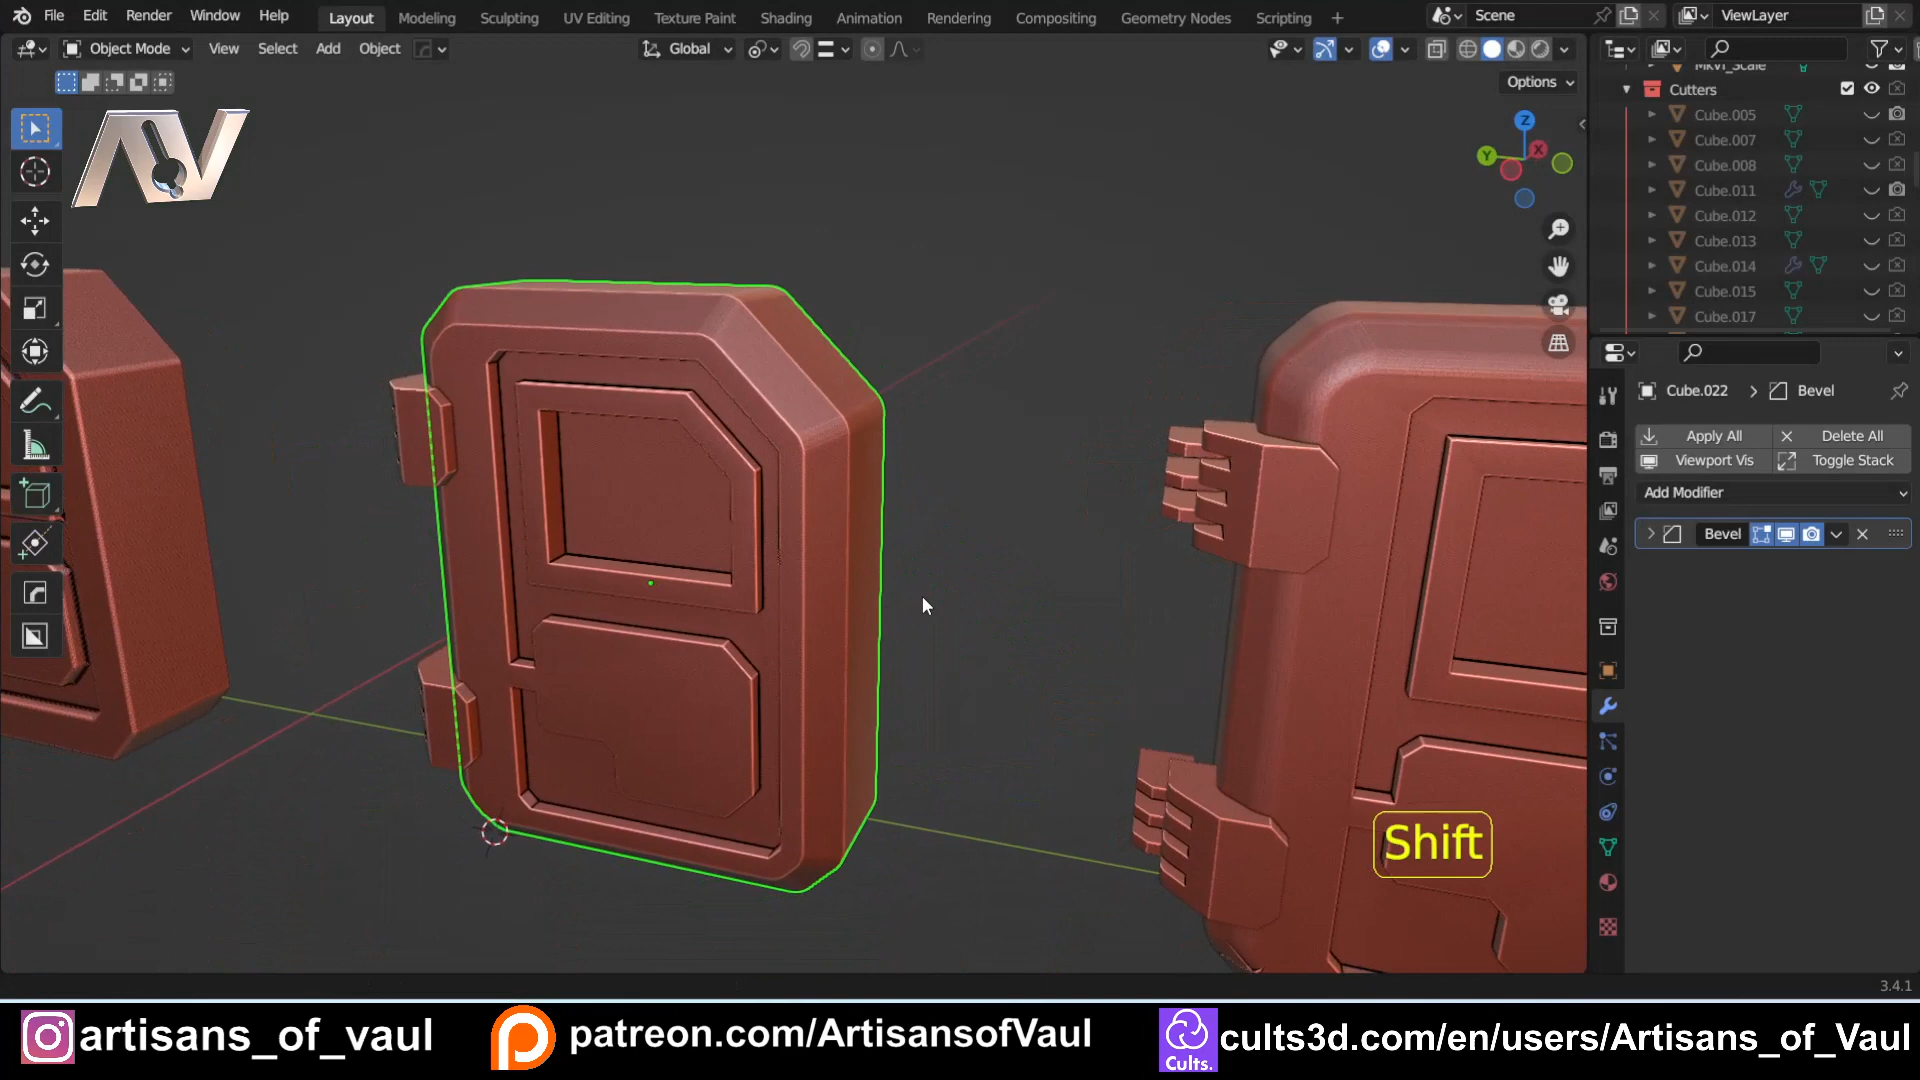 File Edit Render Window Help Layout Modeling Sculpting UV Editing Texture Paint Shading Animation Rendering Compositing Geometry Nodes Scripting + Scene ViewLayer
Object Mode View Select Add Object Global
Options
MkVI_Scale
Cutters
Cube.005
Cube.007
Cube.008
Cube.011
Cube.012
Cube.013
Cube.014
Cube.015
Cube.017
Z
Y
X
Cube.022 > Bevel
Apply All Delete All
Viewport Vis Toggle Stack
Add Modifier
Bevel
Shift
3.4.1
artisans_of_vaul patreon.com/ArtisansofVaul Cults. cults3d.com/en/users/Artisans_of_Vaul